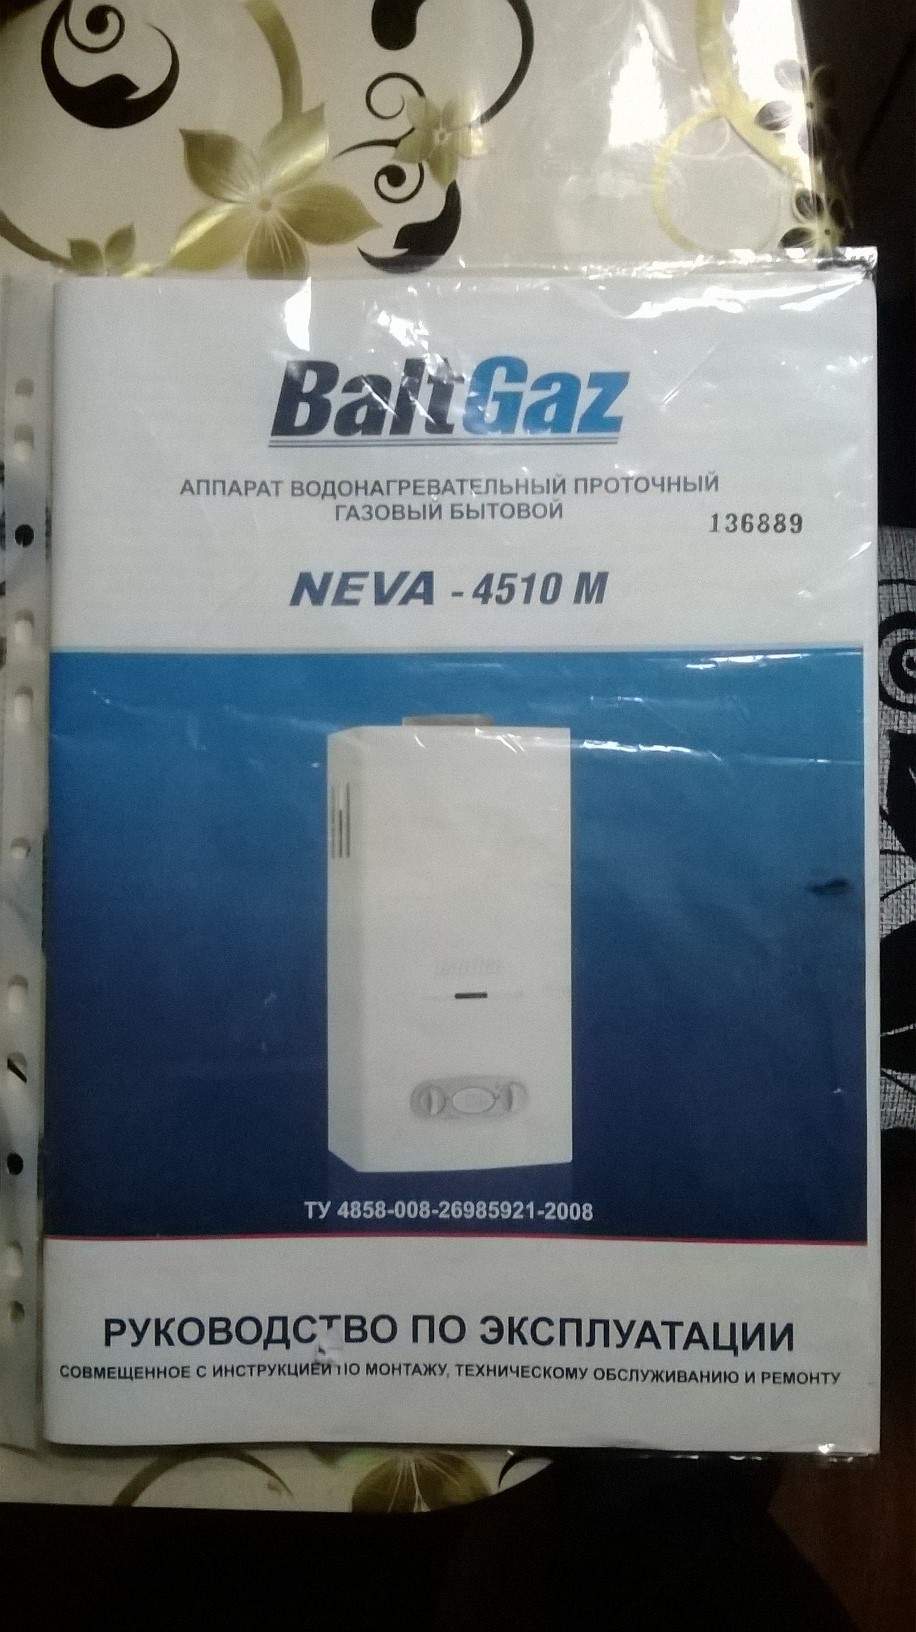 BaltGaz
АППАРАТ ВОДОНАГРЕВАТЕЛЬНЫЙ ПРОТОЧНЫЙ
ГАЗОВЫЙ БЫТОВОЙ
136889
NEVA - 4510 M
ТУ 4858-008-26985921-2008
РУКОВОДСТВО ПО ЭКСПЛУАТАЦИИ
СОВМЕЩЕННОЕ С ИНСТРУКЦИЕЙ ПО МОНТАЖУ, ТЕХНИЧЕСКОМУ ОБСЛУЖИВАНИЮ И РЕМОНТУ